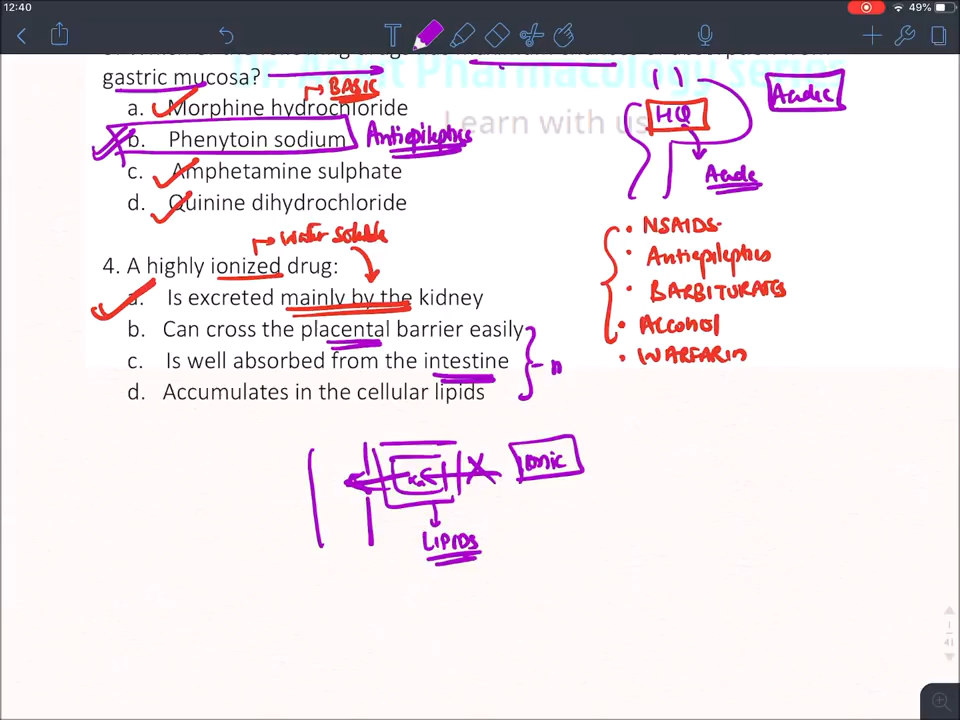 12:40
49%
gastric mucosa?
BASIC
Acidic
a. Morphine hydrochloride
Learn with us
HCl
b. Phenytoin sodium
Antiepileptics
c. Amphetamine sulphate
Acidic
d. Quinine dihydrochloride
• NSAIDs
Water soluble
• Antiepileptics
4. A highly ionized drug:
• BARBITURATES
a. Is excreted mainly by the kidney
• Alcohol
b. Can cross the placental barrier easily
• WARFARIN
c. Is well absorbed from the intestine
d. Accumulates in the cellular lipids
Ionic
LIPIDS